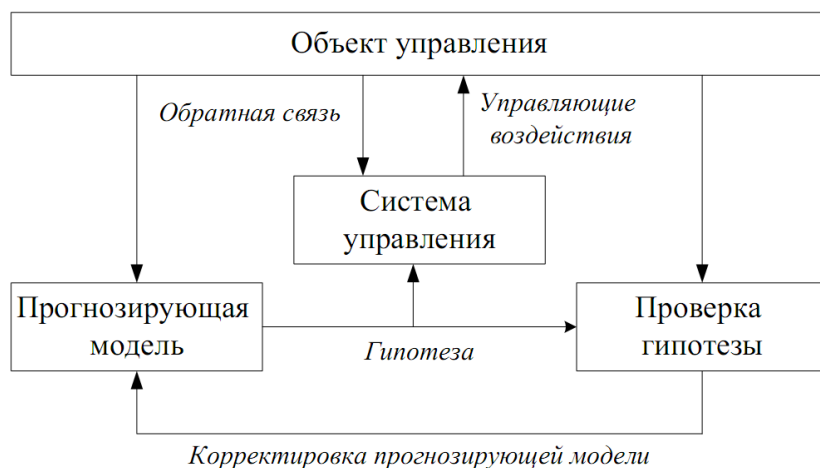 Объект управления
Обратная связь
Управляющие
воздействия
Система
управления
Прогнозирующая
модель
Гипотеза
Проверка
гипотезы
Корректировка прогнозирующей модели